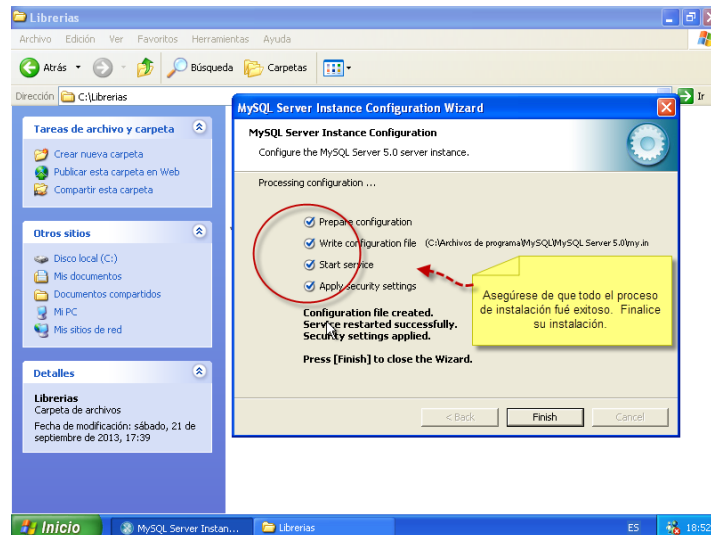 Librerias
Archivo Edición Ver Favoritos Herramientas Ayuda
Atrás Búsqueda Carpetas
Dirección C:\Librerias Ir
Tareas de archivo y carpeta
Crear nueva carpeta
Publicar esta carpeta en Web
Compartir esta carpeta
Otros sitios
Disco local (C:)
Mis documentos
Documentos compartidos
Mi PC
Mis sitios de red
Detalles
Librerias
Carpeta de archivos
Fecha de modificación: sábado, 21 de
septiembre de 2013, 17:39
MySQL Server Instance Configuration Wizard
MySQL Server Instance Configuration
Configure the MySQL Server 5.0 server instance.
Processing configuration ...
Prepare configuration
Write configuration file (C:\Archivos de programa\MySQL\MySQL Server 5.0\my.in
Start service
Apply security settings
Configuration file created.
Service restarted successfully.
Security settings applied.
Press [Finish] to close the Wizard.
Asegúrese de que todo el proceso
de instalación fué exitoso. Finalice
su instalación.
< Back Finish Cancel
Inicio MySQL Server Instan... Librerias ES 18:52